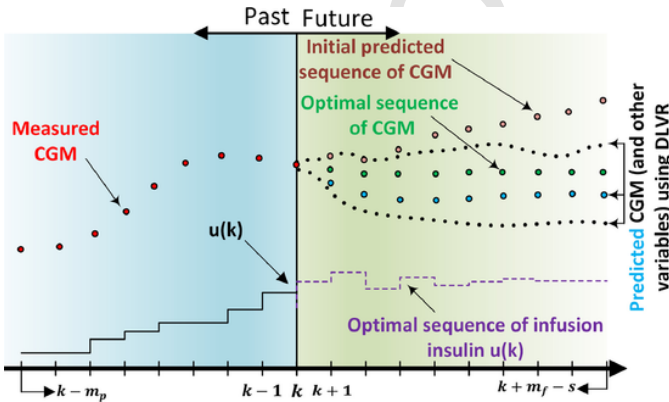 Past Future
Initial predicted
sequence of CGM
Optimal sequence
of CGM
Measured
CGM
u(k)
Optimal sequence of infusion
insulin u(k)
Predicted CGM (and other
variables) using DLVR
k − mₚ
k − 1 k k + 1
k + m_f − s